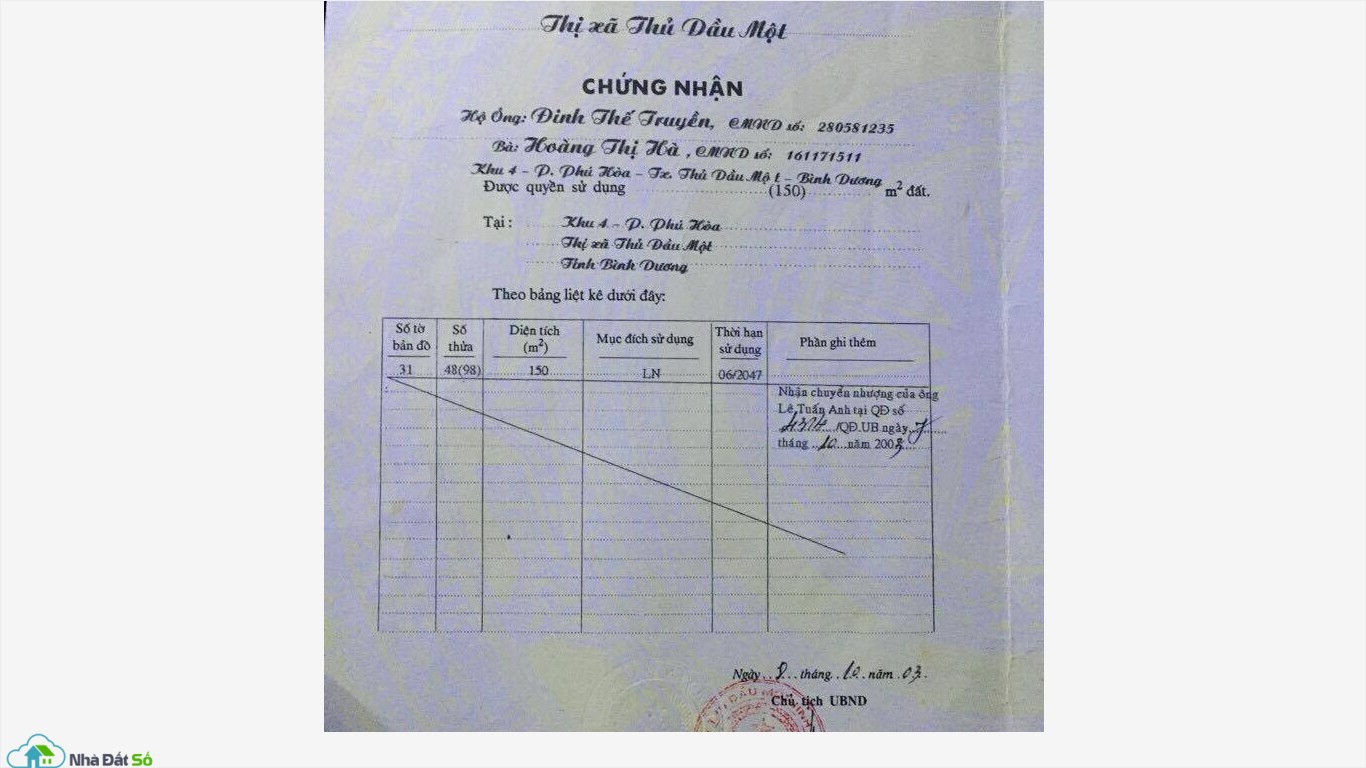 Thị xã Thủ Dầu Một
CHỨNG NHẬN
Hộ Ông: Đinh Thế Truyền, CMND số: 280581235
Bà: Hoàng Thị Hà , CMND số: 161171511
Khu 4 - P. Phú Hòa - Tx. Thủ Dầu Mộ t - Bình Dương
Được quyền sử dụng (150) m² đất.
Tại : Khu 4 - P. Phú Hòa
Thị xã Thủ Dầu Một
Tỉnh Bình Dương
Theo bảng liệt kê dưới đây:
Số tờ bản đồ Số thửa Diện tích (m²) Mục đích sử dụng Thời hạn sử dụng Phần ghi thêm
31 48(98) 150 LN 06/2047
Nhận chuyển nhượng của ông
Lê Tuấn Anh tại QĐ số
4374 /QĐ.UB ngày 7
tháng 10 năm 2003
Ngày 8 tháng 10 năm 03
Chủ tịch UBND
Nhà Đất Số